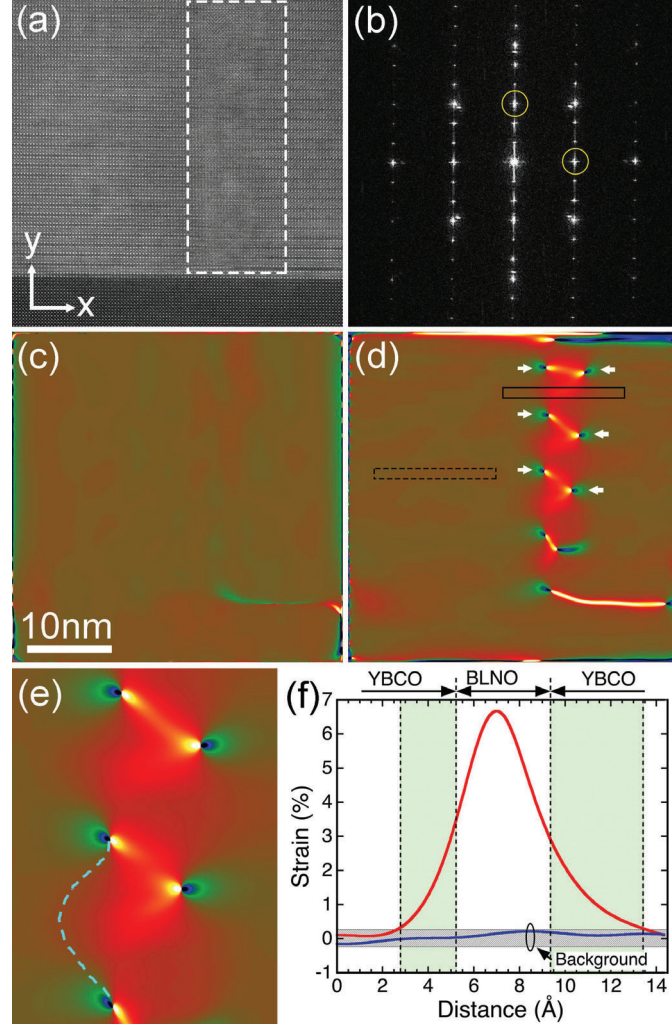 (a)
y
x
(b)
(c)
10nm
(d)
(e)
(f)
YBCO
BLNO
YBCO
7
6
5
4
3
2
1
0
-1
Strain (%)
Background
0 2 4 6 8 10 12 14
Distance (Å)